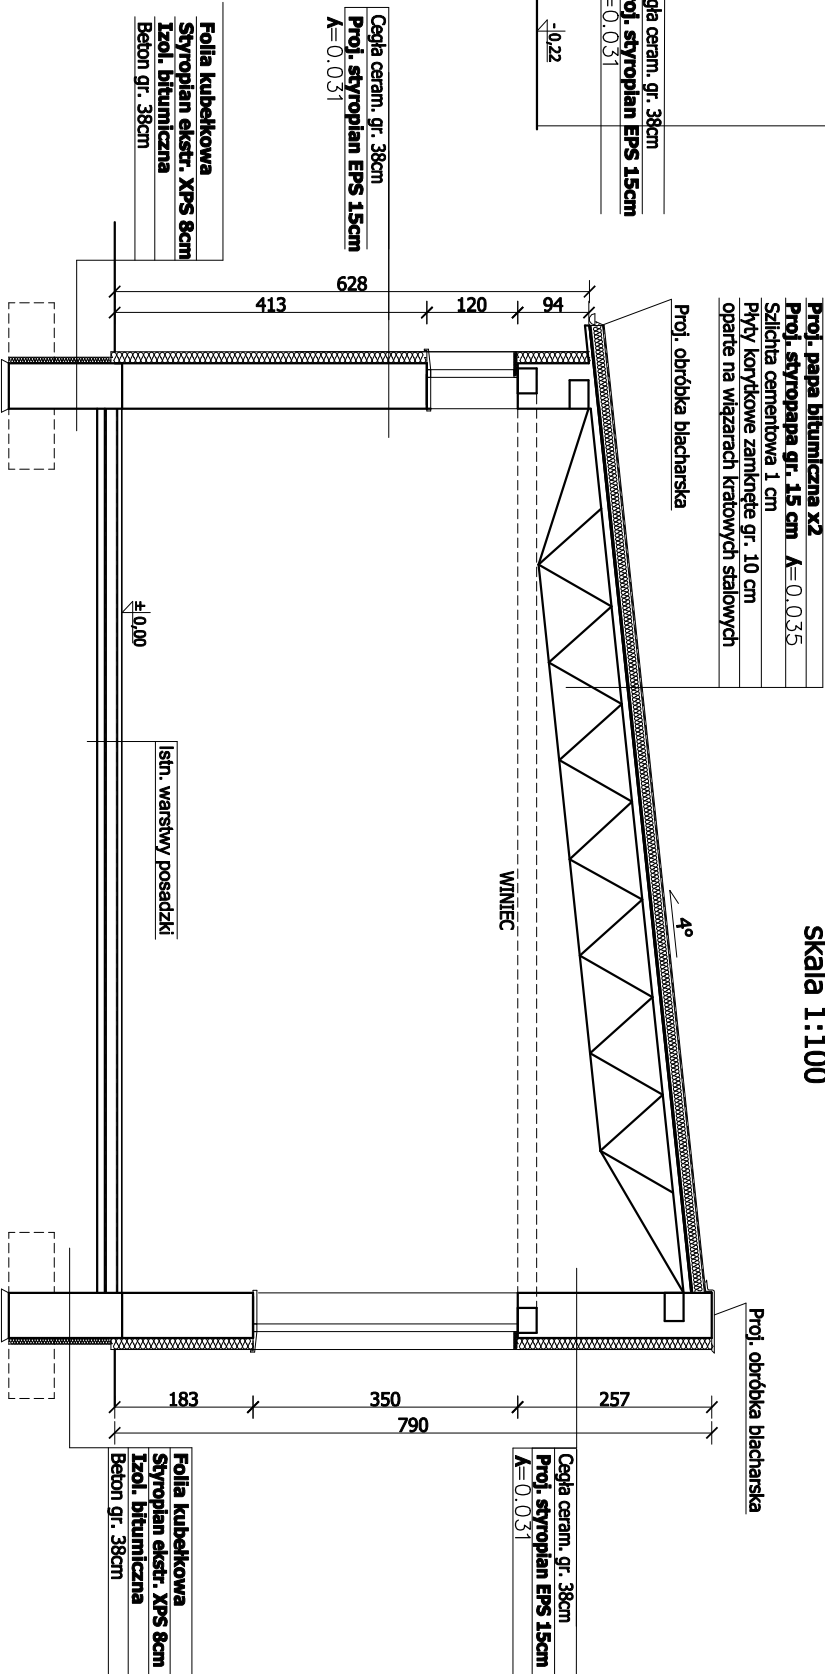 skala 1:100
Proj. papa bitumiczna x2
Proj. styropapa gr. 15 cm ʎ=0.035
Szlichta cementowa 1 cm
Płyty korytkowe zamknięte gr. 10 cm
oparte na wiązarach kratowych stalowych
Proj. obróbka blacharska
4°
Proj. obróbka blacharska
ceram. gr. 38cm
styropian EPS 15cm
=0.031
-0,22
Cegła ceram. gr. 38cm
Proj. styropian EPS 15cm
ʎ=0.031
Folia kubełkowa
Styropian ekstr. XPS 8cm
Izol. bitumiczna
Beton gr. 38cm
94
120
413
628
WINIEC
± 0,00
Istn. warstwy posadzki
257
350
183
790
Cegła ceram. gr. 38cm
Proj. styropian EPS 15cm
ʎ=0.031
Folia kubełkowa
Styropian ekstr. XPS 8cm
Izol. bitumiczna
Beton gr. 38cm